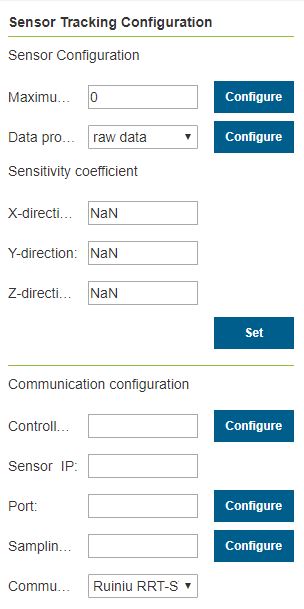 Sensor Tracking Configuration
Sensor Configuration
Maximu... 0 Configure
Data pro... raw data Configure
Sensitivity coefficient
X-directi... NaN
Y-direction: NaN
Z-directi... NaN
Set
Communication configuration
Controll... Configure
Sensor IP:
Port: Configure
Samplin... Configure
Commu... Ruiniu RRT-S